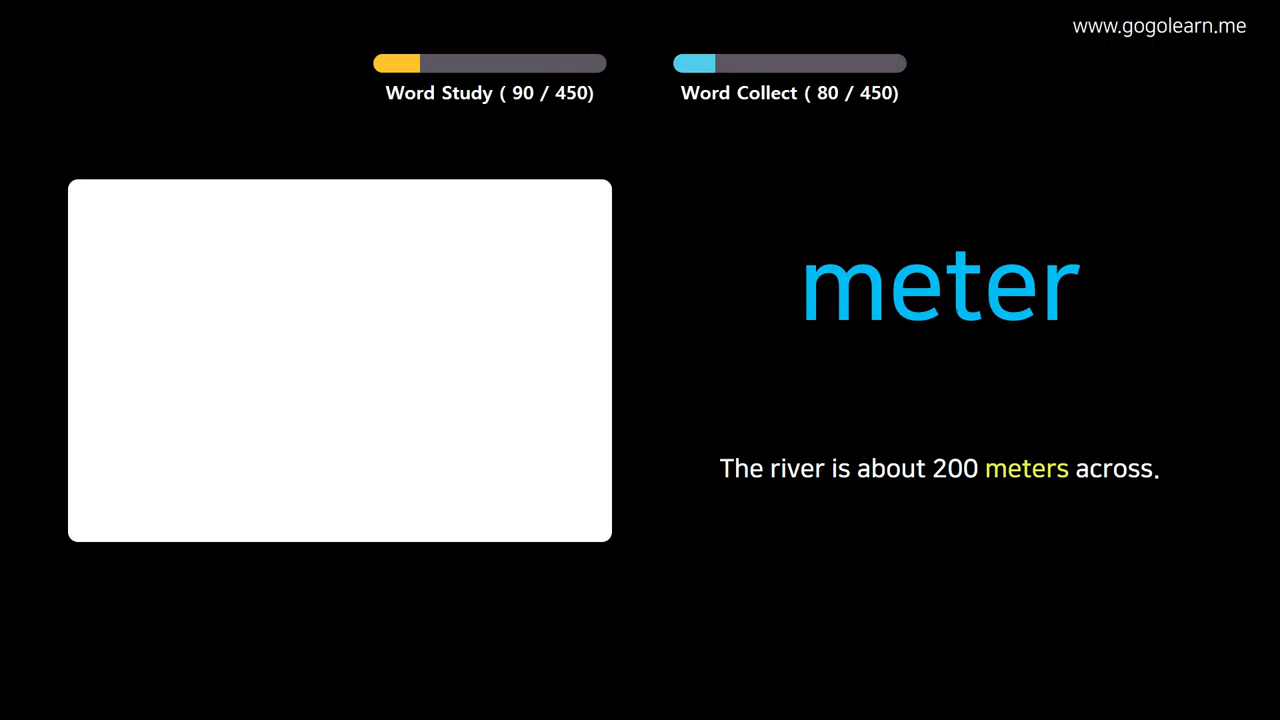 www.gogolearn.me
Word Study ( 90 / 450)
Word Collect ( 80 / 450)
meter
The river is about 200 meters across.